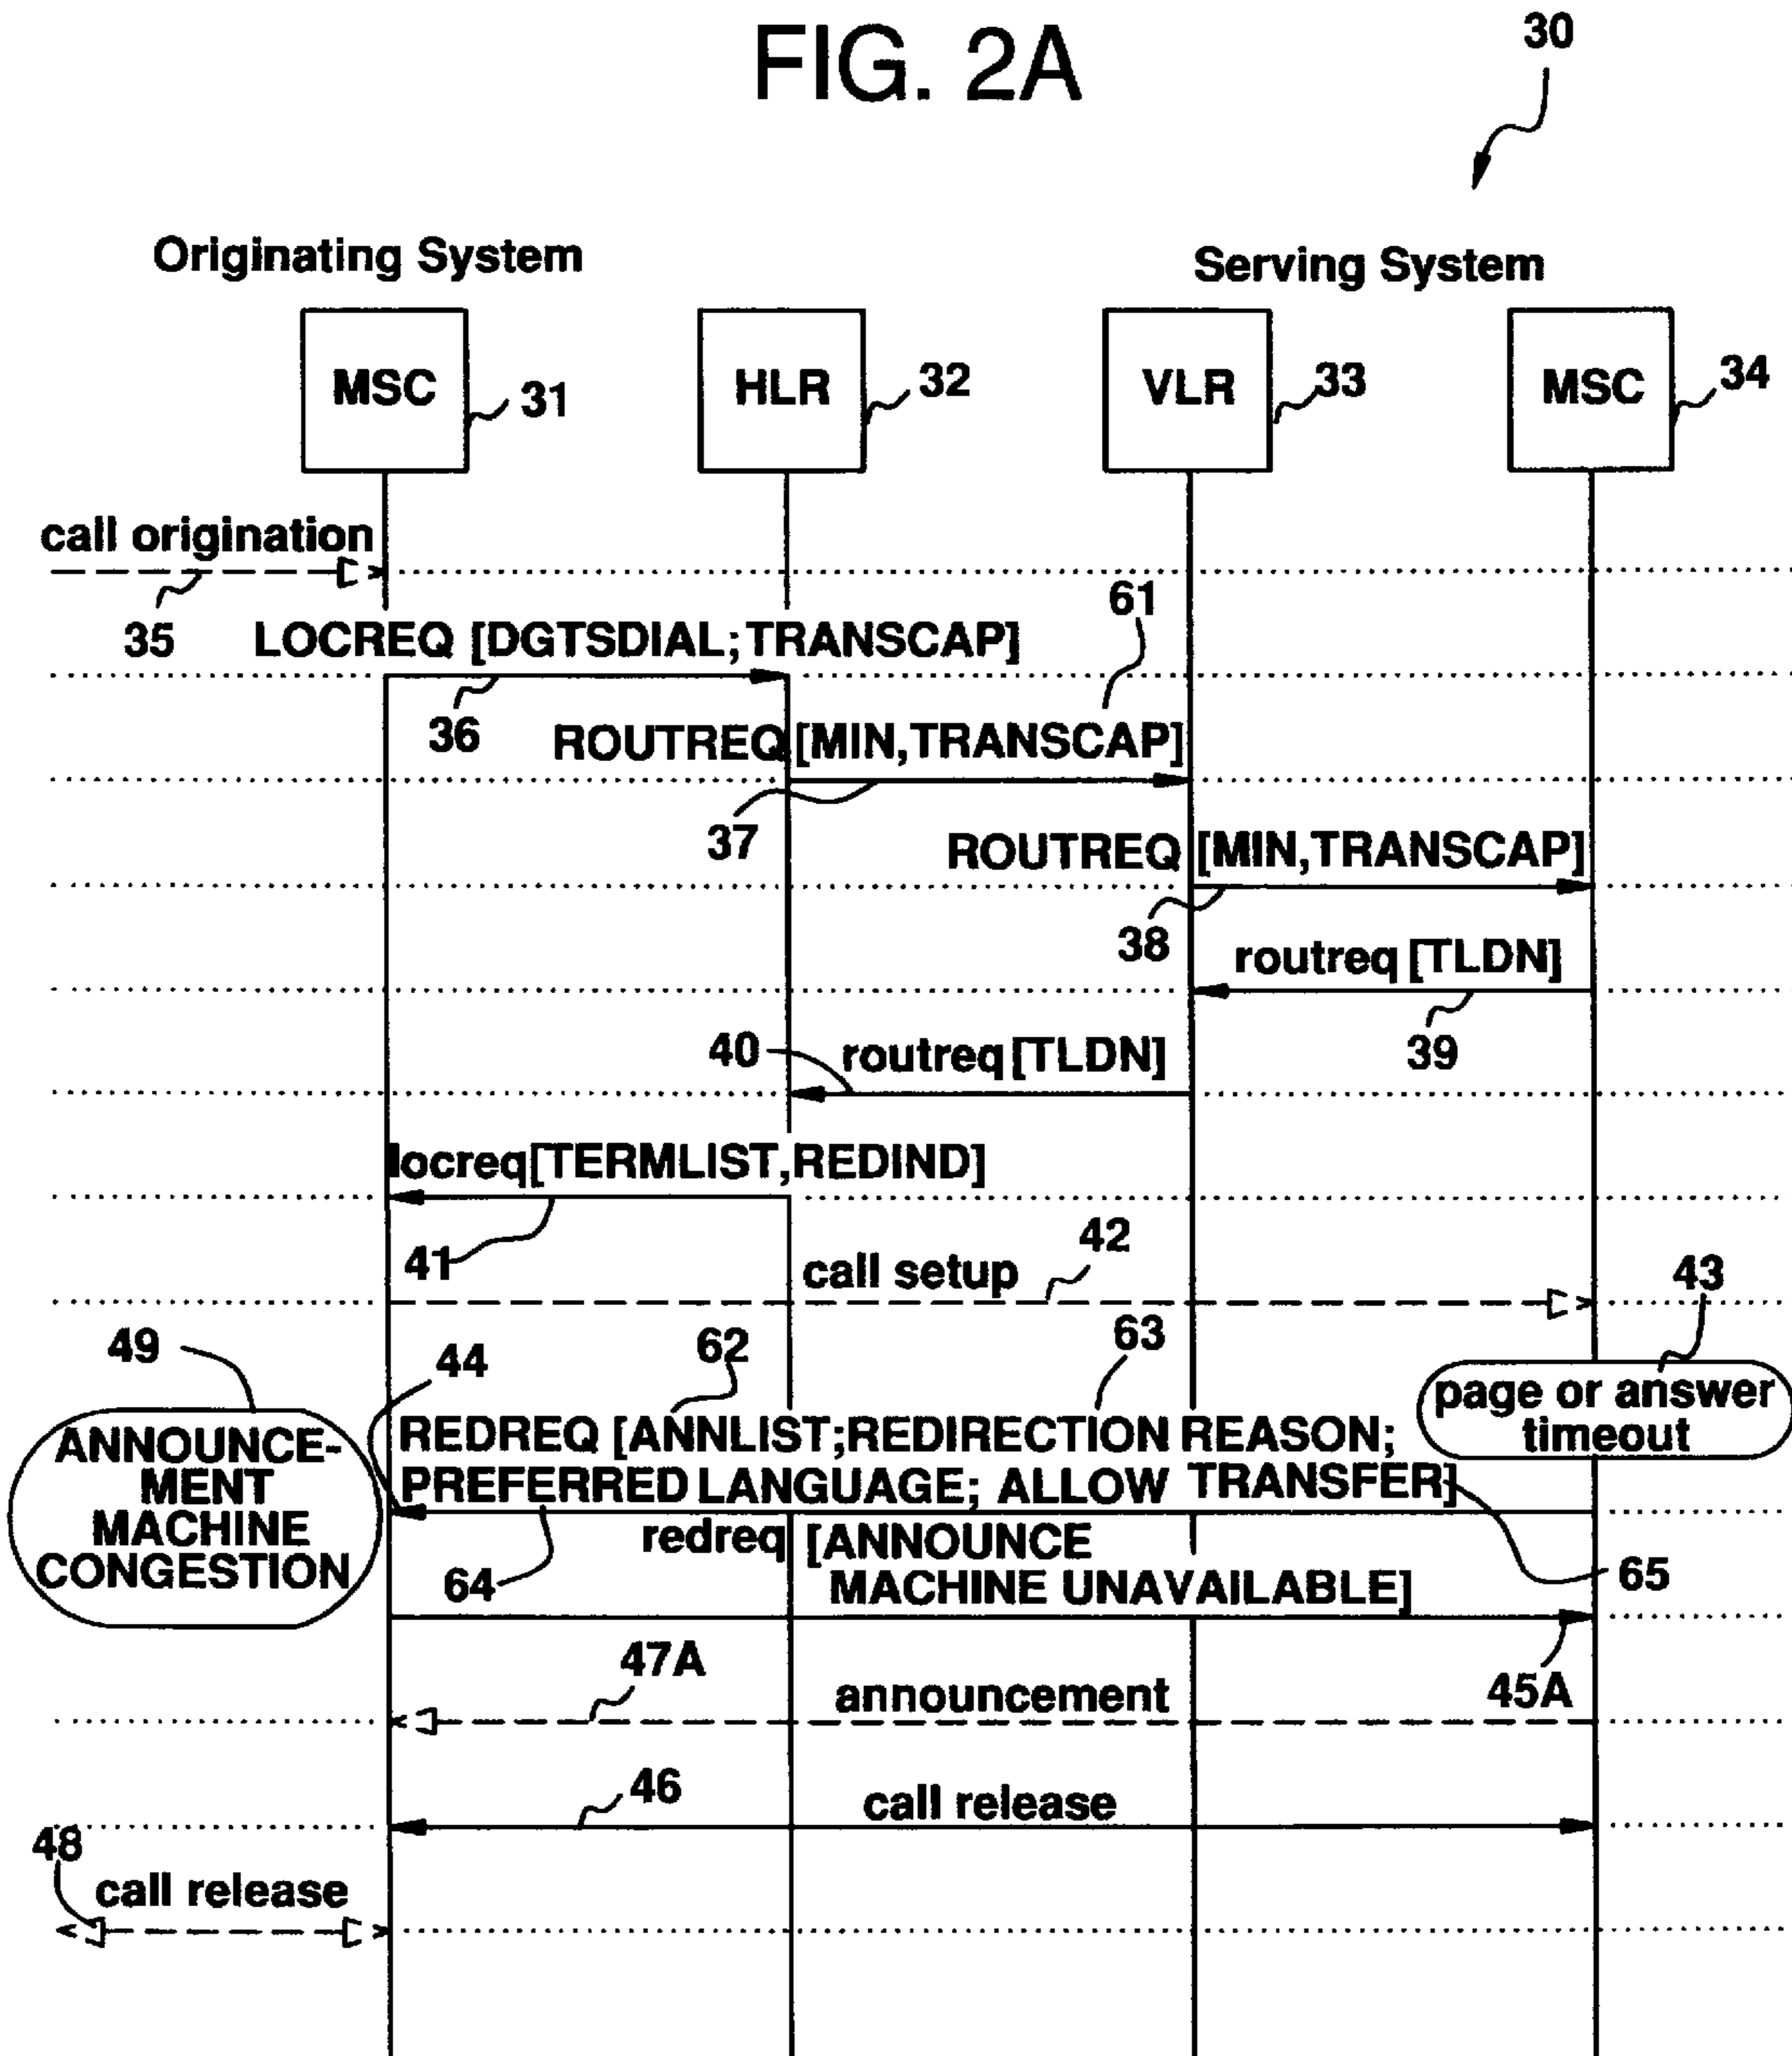 FIG. 2A
30
Originating System
Serving System
MSC
31
HLR
32
VLR
33
MSC
34
call origination
35
LOCREQ [DGTSDIAL;TRANSCAP]
61
36
ROUTREQ [MIN,TRANSCAP]
37
ROUTREQ [MIN,TRANSCAP]
38
routreq [TLDN]
39
40
routreq [TLDN]
locreq[TERMLIST,REDIND]
41
call setup
42
43
page or answer
timeout
49
44
62
63
ANNOUNCE-
MENT
MACHINE
CONGESTION
REDREQ [ANNLIST;REDIRECTION REASON;
PREFERRED LANGUAGE; ALLOW TRANSFER]
64
65
redreq [ANNOUNCE
MACHINE UNAVAILABLE]
45A
47A
announcement
46
call release
48
call release